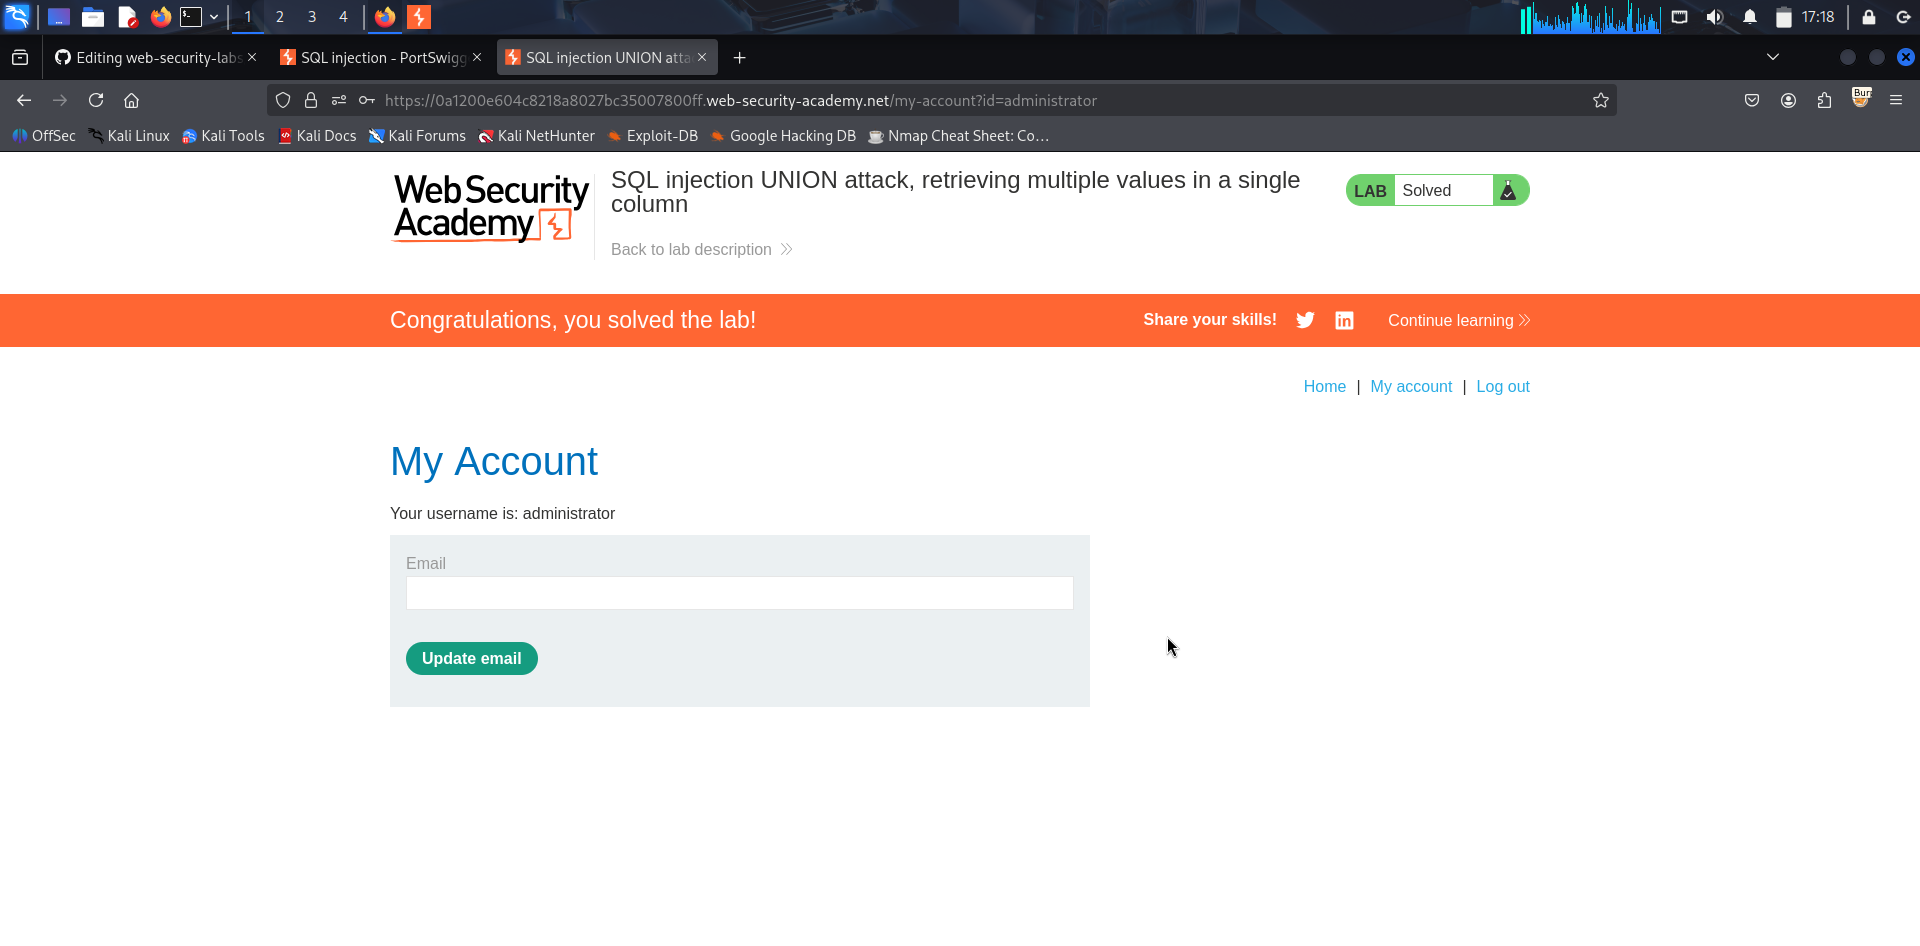 1 2 3 4 17:18
Editing web-security-labs SQL injection - PortSwigg SQL injection UNION atta
https://0a1200e604c8218a8027bc35007800ff.web-security-academy.net/my-account?id=administrator Bur
OffSec Kali Linux Kali Tools Kali Docs Kali Forums Kali NetHunter Exploit-DB Google Hacking DB Nmap Cheat Sheet: Co…
Web Security
Academy
SQL injection UNION attack, retrieving multiple values in a single
column
LAB Solved
Back to lab description
Congratulations, you solved the lab! Share your skills! Continue learning
Home | My account | Log out
My Account
Your username is: administrator
Email
Update email